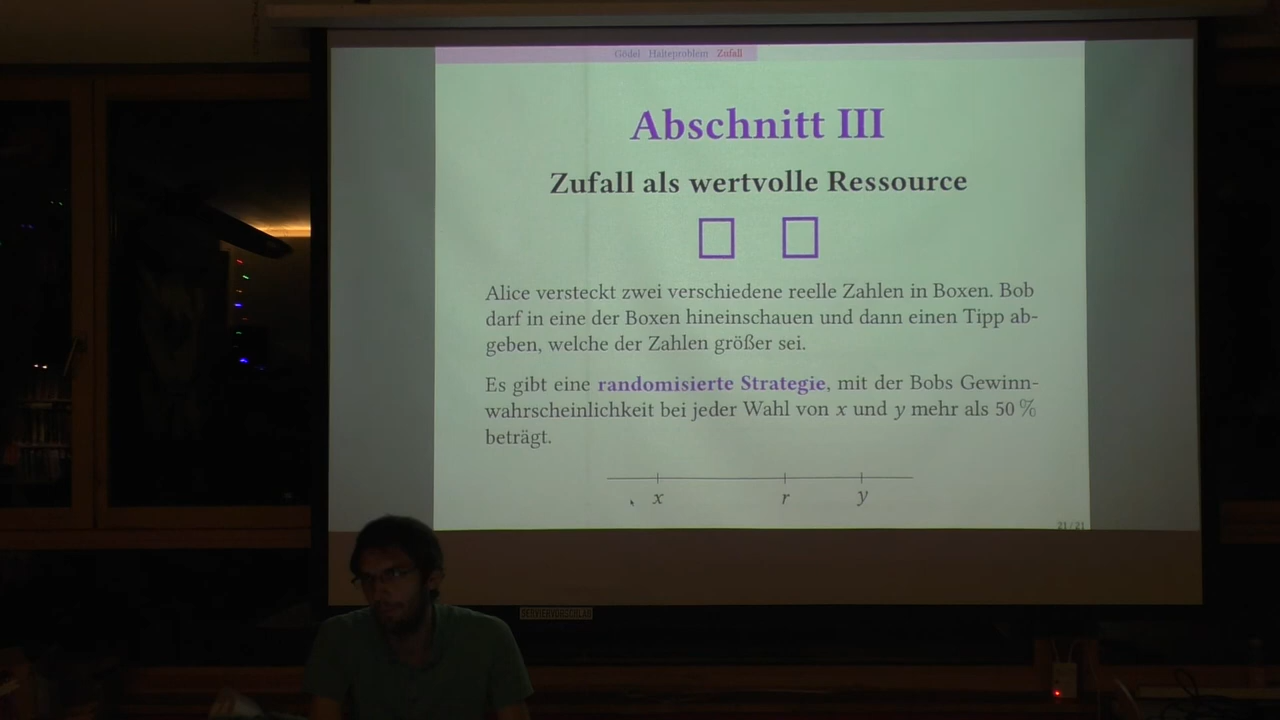 Gödel Halteproblem Zufall
Abschnitt III
Zufall als wertvolle Ressource
Alice versteckt zwei verschiedene reelle Zahlen in Boxen. Bob
darf in eine der Boxen hineinschauen und dann einen Tipp ab-
geben, welche der Zahlen größer sei.
Es gibt eine randomisierte Strategie, mit der Bobs Gewinn-
wahrscheinlichkeit bei jeder Wahl von x und y mehr als 50 %
beträgt.
x r y
21 / 21